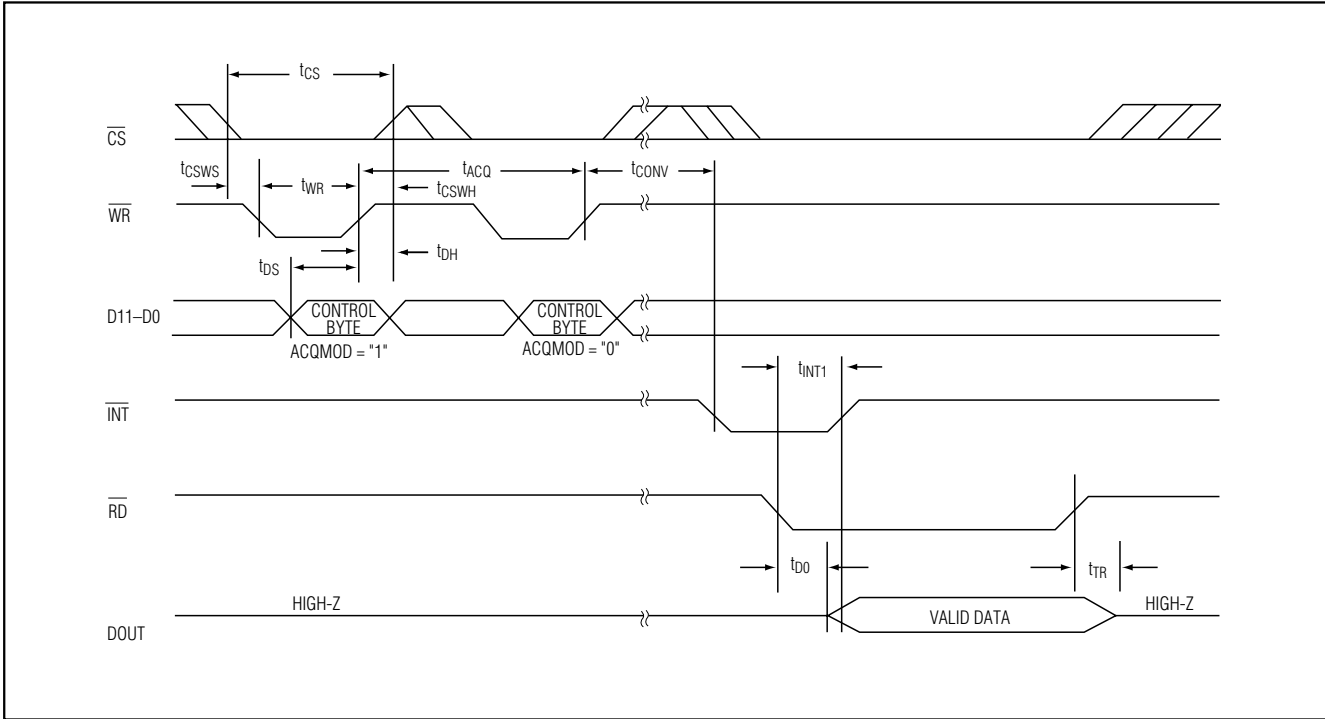 tCS
CS
tCSWS
tWR
tACQ
tCONV
tCSWH
WR
tDH
tDS
D11–D0
CONTROL BYTE
ACQMOD = "1"
CONTROL BYTE
ACQMOD = "0"
tINT1
INT
RD
tD0
tTR
HIGH-Z
VALID DATA
HIGH-Z
DOUT